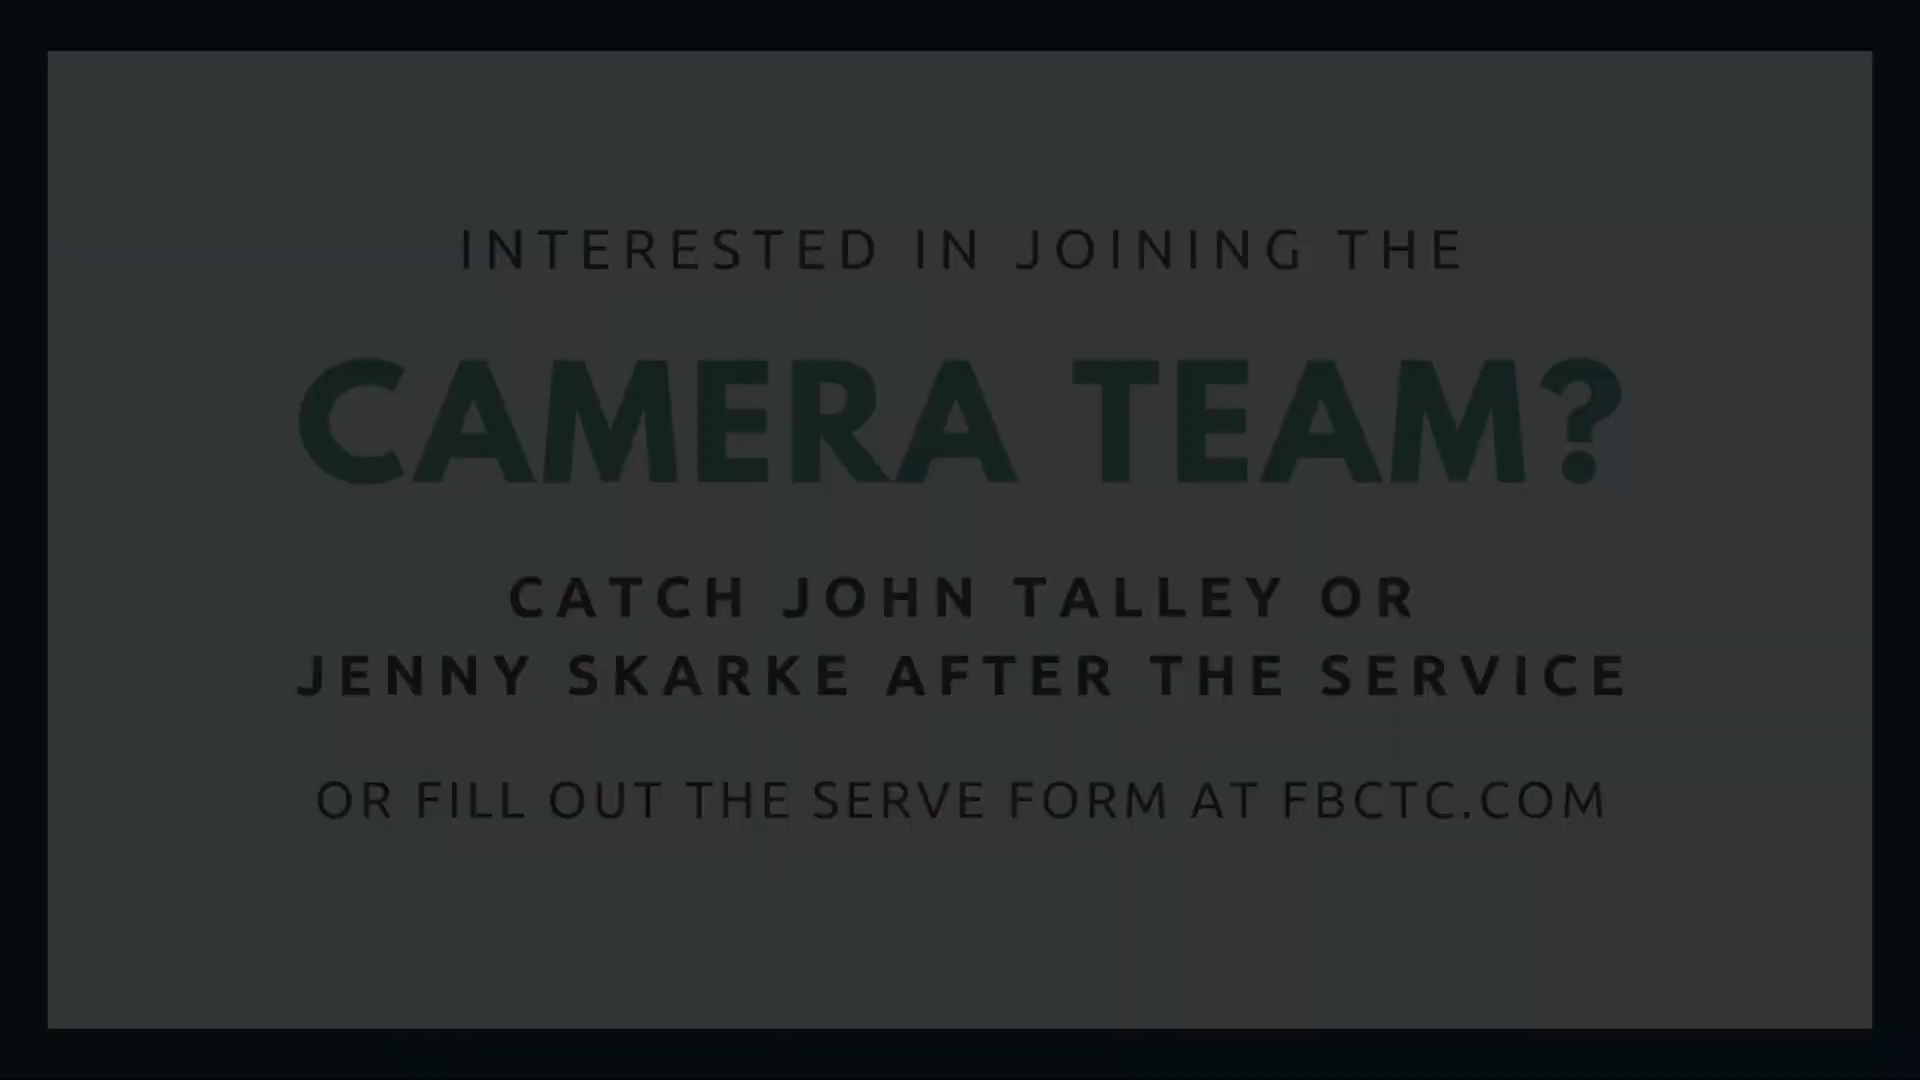 INTERESTED IN JOINING THE
CAMERA TEAM?
CATCH JOHN TALLEY OR
JENNY SKARKE AFTER THE SERVICE
OR FILL OUT THE SERVE FORM AT FBCTC.COM